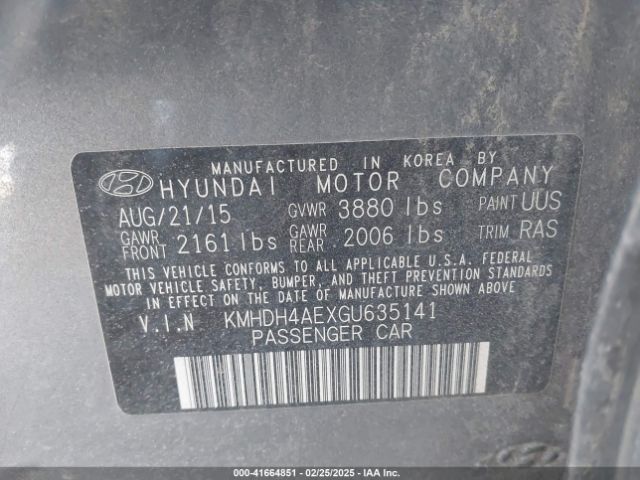 MANUFACTURED IN KOREA BY
HYUNDAI MOTOR COMPANY
AUG/21/15 GVWR 3880 lbs PAINT UUS
GAWR FRONT 2161 lbs GAWR REAR 2006 lbs TRIM RAS
THIS VEHICLE CONFORMS TO ALL APPLICABLE U.S.A. FEDERAL
MOTOR VEHICLE SAFETY, BUMPER, AND THEFT PREVENTION STANDARDS
IN EFFECT ON THE DATE OF MANUFACTURE SHOWN ABOVE.
V.I.N KMHDH4AEXGU635141
PASSENGER CAR
000-41664851 - 02/25/2025 - IAA Inc.